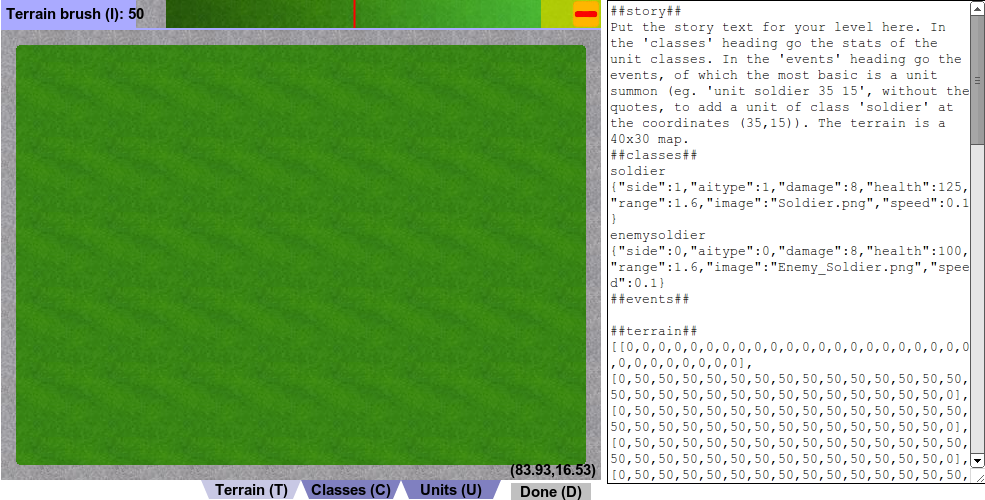 Terrain brush (I): 50
(83.93,16.53)
Terrain (T)
Classes (C)
Units (U)
Done (D)
##story##
Put the story text for your level here. In
the 'classes' heading go the stats of the
unit classes. In the 'events' heading go the
events, of which the most basic is a unit
summon (eg. 'unit soldier 35 15', without the
quotes, to add a unit of class 'soldier' at
the coordinates (35,15)). The terrain is a
40x30 map.
##classes##
soldier
{"side":1,"aitype":1,"damage":8,"health":125,
"range":1.6,"image":"Soldier.png","speed":0.1
}
enemysoldier
{"side":0,"aitype":0,"damage":8,"health":100,
"range":1.6,"image":"Enemy_Soldier.png","spee
d":0.1}
##events##
##terrain##
[[0,0,0,0,0,0,0,0,0,0,0,0,0,0,0,0,0,0,0,0,0,0
,0,0,0,0,0,0,0,0],
[0,50,50,50,50,50,50,50,50,50,50,50,50,50,50,
50,50,50,50,50,50,50,50,50,50,50,50,50,50,0],
[0,50,50,50,50,50,50,50,50,50,50,50,50,50,50,
50,50,50,50,50,50,50,50,50,50,50,50,50,50,0],
[0,50,50,50,50,50,50,50,50,50,50,50,50,50,50,
50,50,50,50,50,50,50,50,50,50,50,50,50,50,0],
[0,50,50,50,50,50,50,50,50,50,50,50,50,50,50,